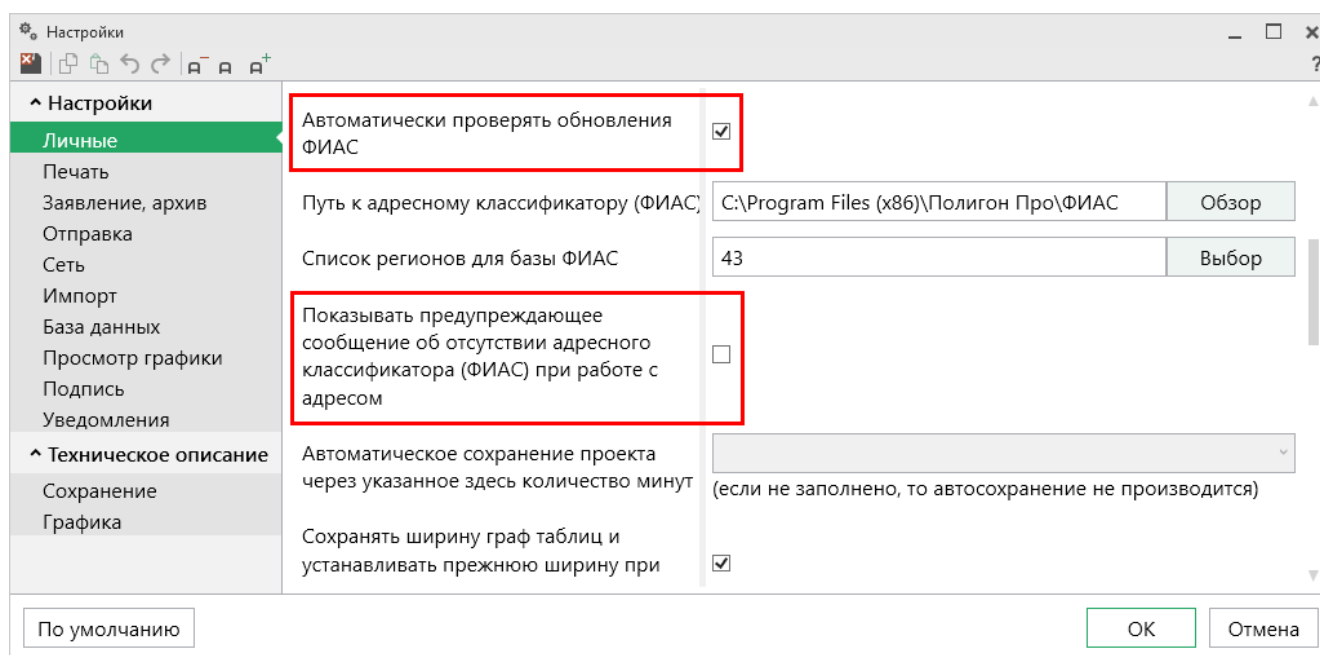 Настройки
?
Настройки
Личные
Печать
Заявление, архив
Отправка
Сеть
Импорт
База данных
Просмотр графики
Подпись
Уведомления
Техническое описание
Сохранение
Графика
Автоматически проверять обновления
ФИАС
Путь к адресному классификатору (ФИАС)
C:\Program Files (x86)\Полигон Про\ФИАС
Обзор
Список регионов для базы ФИАС
43
Выбор
Показывать предупреждающее
сообщение об отсутствии адресного
классификатора (ФИАС) при работе с
адресом
Автоматическое сохранение проекта
через указанное здесь количество минут
(если не заполнено, то автосохранение не производится)
Сохранять ширину граф таблиц и
устанавливать прежнюю ширину при
По умолчанию
ОК
Отмена